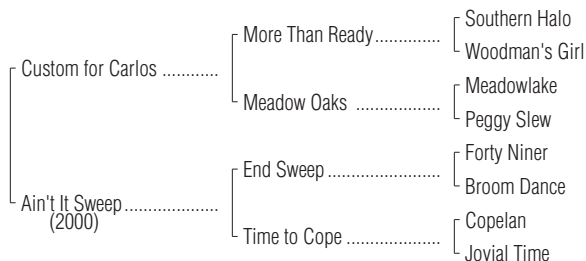 Southern Halo
More Than Ready..............
Woodman's Girl
Custom for Carlos ............
Meadowlake
Meadow Oaks .................
Peggy Slew
Forty Niner
End Sweep .......................
Broom Dance
Ain't It Sweep....................
(2000)
Copelan
Time to Cope ...................
Jovial Time